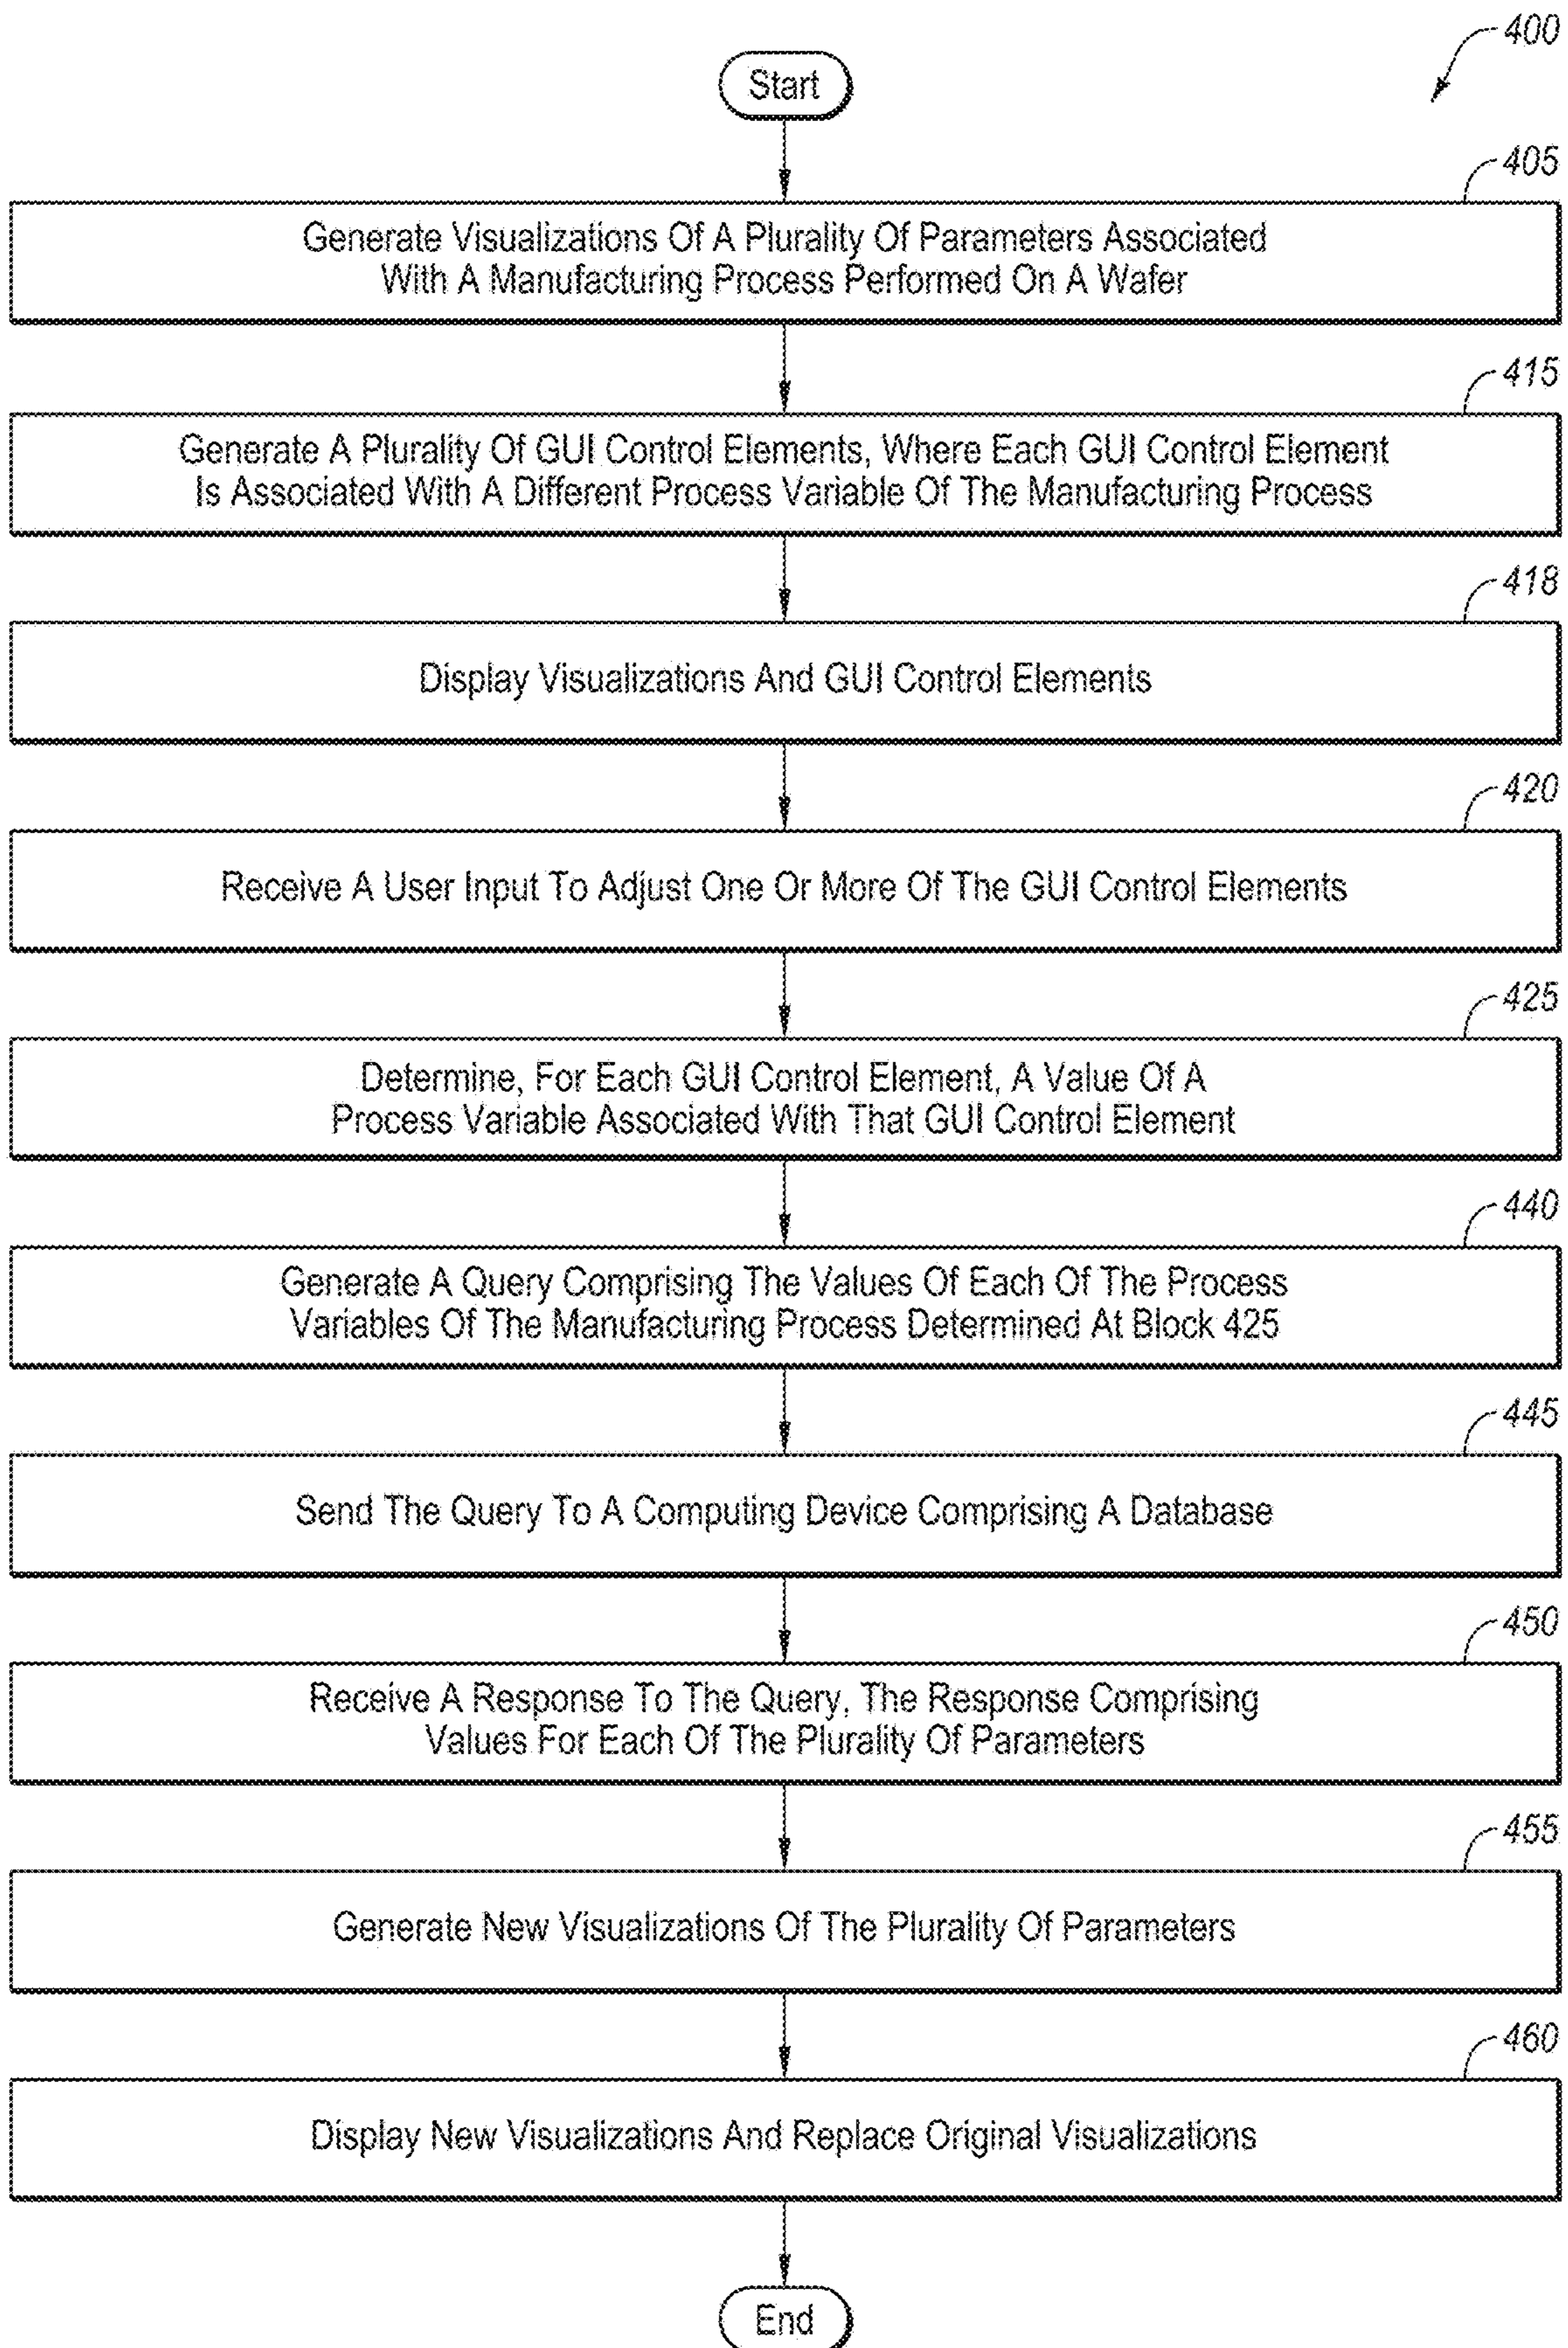 400
Start
405
Generate Visualizations Of A Plurality Of Parameters Associated
With A Manufacturing Process Performed On A Wafer
415
Generate A Plurality Of GUI Control Elements, Where Each GUI Control Element
Is Associated With A Different Process Variable Of The Manufacturing Process
418
Display Visualizations And GUI Control Elements
420
Receive A User Input To Adjust One Or More Of The GUI Control Elements
425
Determine, For Each GUI Control Element, A Value Of A
Process Variable Associated With That GUI Control Element
440
Generate A Query Comprising The Values Of Each Of The Process
Variables Of The Manufacturing Process Determined At Block 425
445
Send The Query To A Computing Device Comprising A Database
450
Receive A Response To The Query, The Response Comprising
Values For Each Of The Plurality Of Parameters
455
Generate New Visualizations Of The Plurality Of Parameters
460
Display New Visualizations And Replace Original Visualizations
End